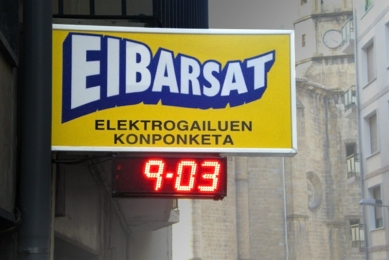 EIBARSAT
ELEKTROGAILUEN
KONPONKETA
9-03